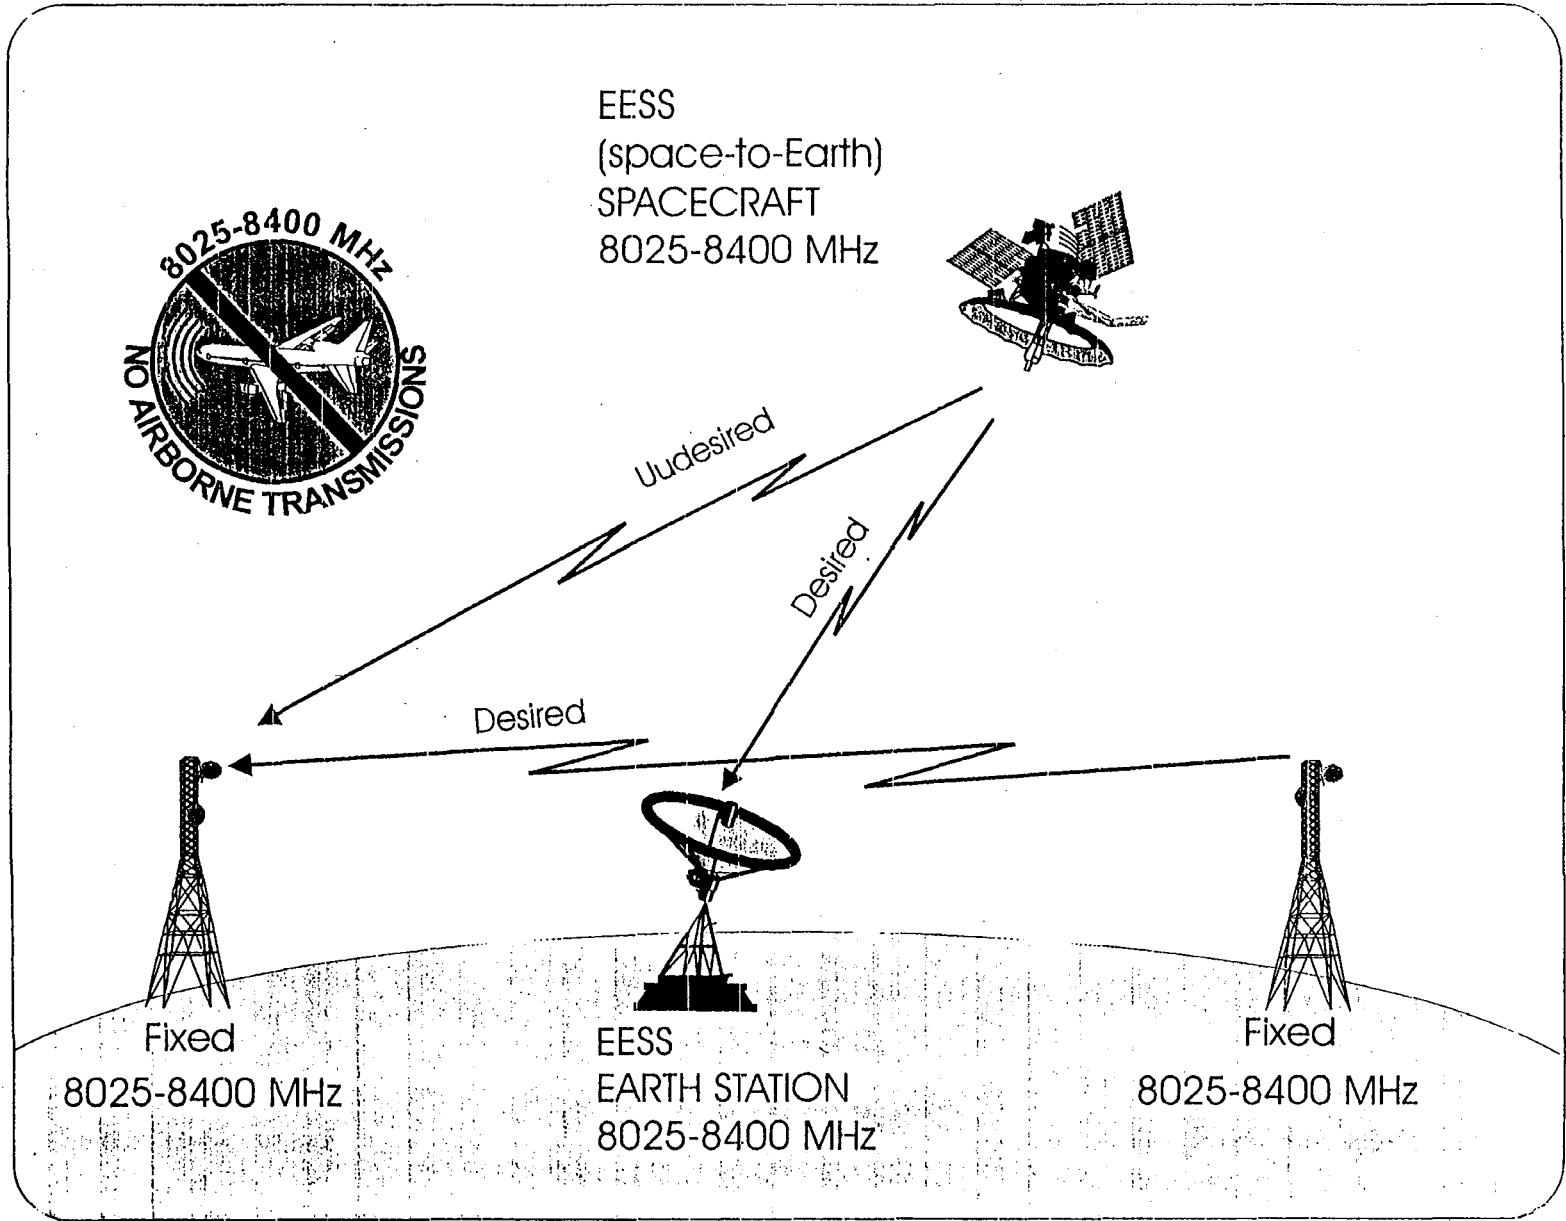 EESS
(space-to-Earth)
SPACECRAFT
8025-8400 MHz
8025-8400 MHz
NO AIRBORNE TRANSMISSIONS
Uudesired
Desired
Desired
Fixed
8025-8400 MHz
EESS
EARTH STATION
8025-8400 MHz
Fixed
8025-8400 MHz